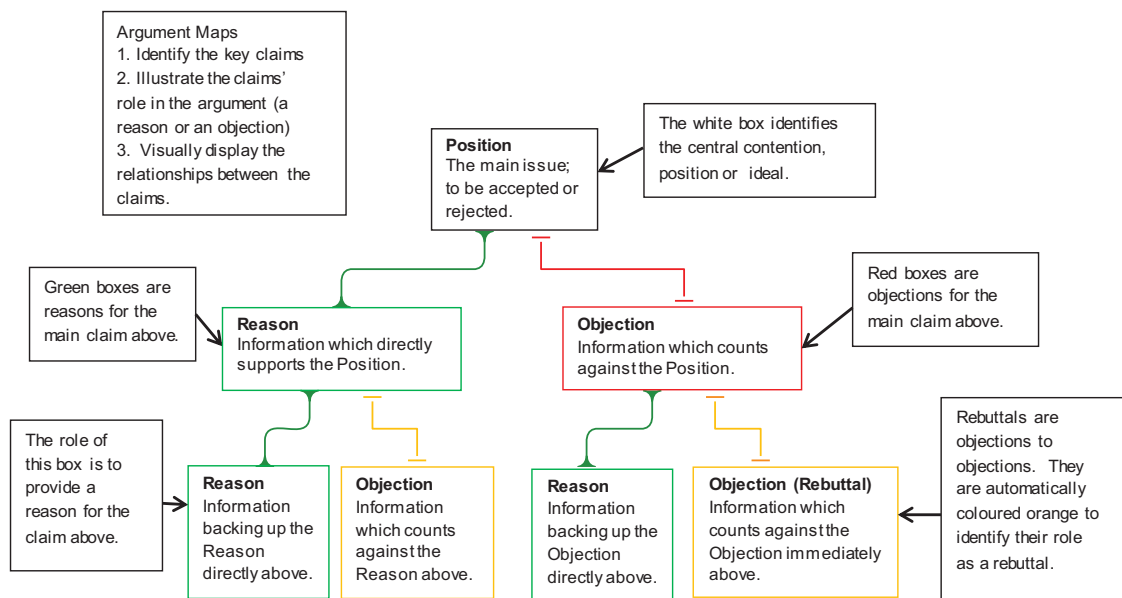 Argument Maps
1. Identify the key claims
2. Illustrate the claims'
role in the argument (a
reason or an objection)
3. Visually display the
relationships between the
claims.
Position
The main issue;
to be accepted or
rejected.
The white box identifies
the central contention,
position or ideal.
Green boxes are
reasons for the
main claim above.
Reason
Information which directly
supports the Position.
Objection
Information which counts
against the Position.
Red boxes are
objections for the
main claim above.
The role of
this box is to
provide a
reason for the
claim above.
Reason
Information
backing up the
Reason
directly above.
Objection
Information
which counts
against the
Reason above.
Reason
Information
backing up the
Objection
directly above.
Objection (Rebuttal)
Information which
counts against the
Objection immediately
above.
Rebuttals are
objections to
objections. They
are automatically
coloured orange to
identify their role
as a rebuttal.